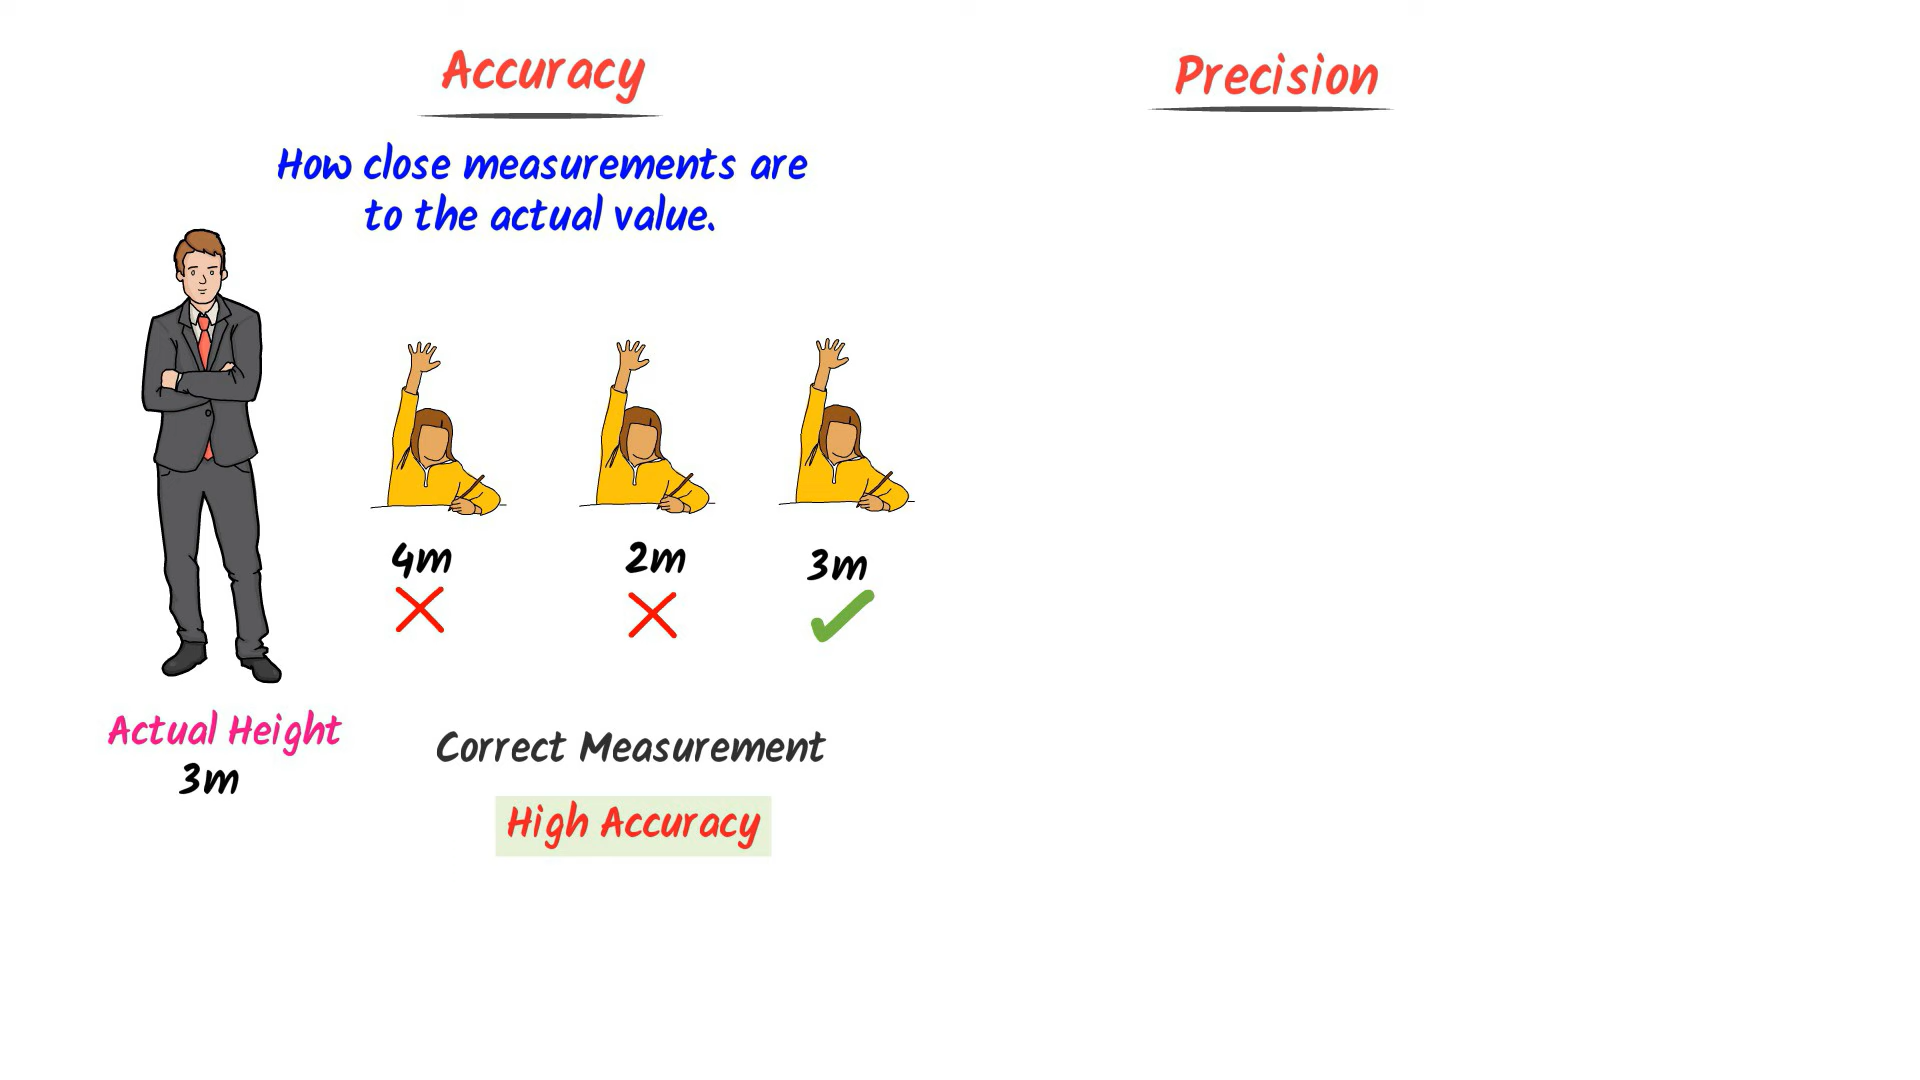 Accuracy
How close measurements are
to the actual value.
4m
2m
3m
Actual Height
3m
Correct Measurement
High Accuracy
Precision